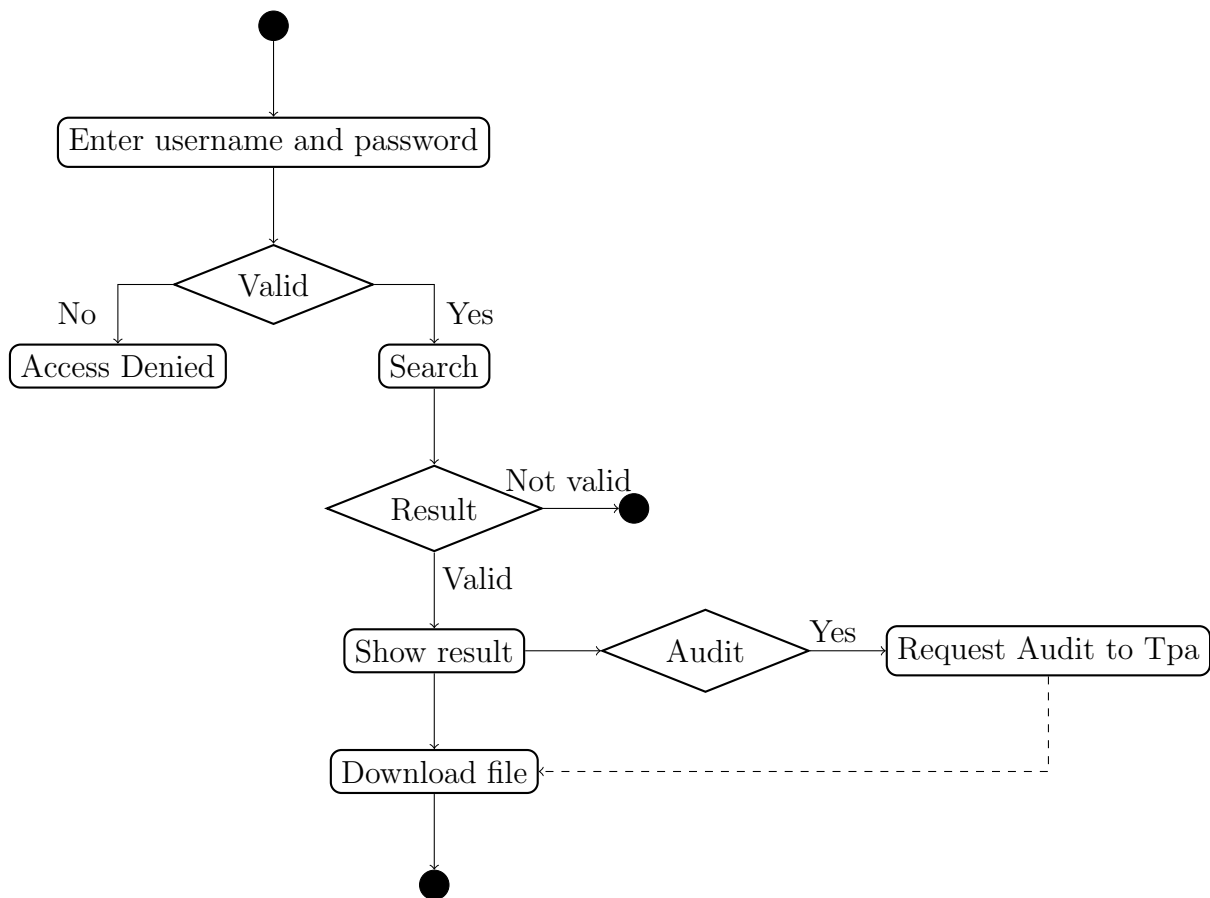 Enter username and password
Valid
No
Yes
Access Denied
Search
Not valid
Result
Valid
Show result
Audit
Yes
Request Audit to Tpa
Download file